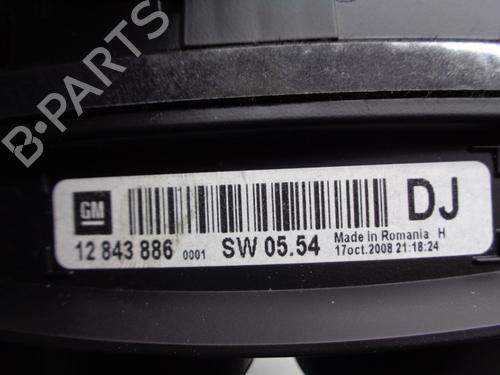 B-PARTS
GM
DJ
12 843 886 0001 SW 05.54 Made in Romania H
17oct.2008 21:18:24